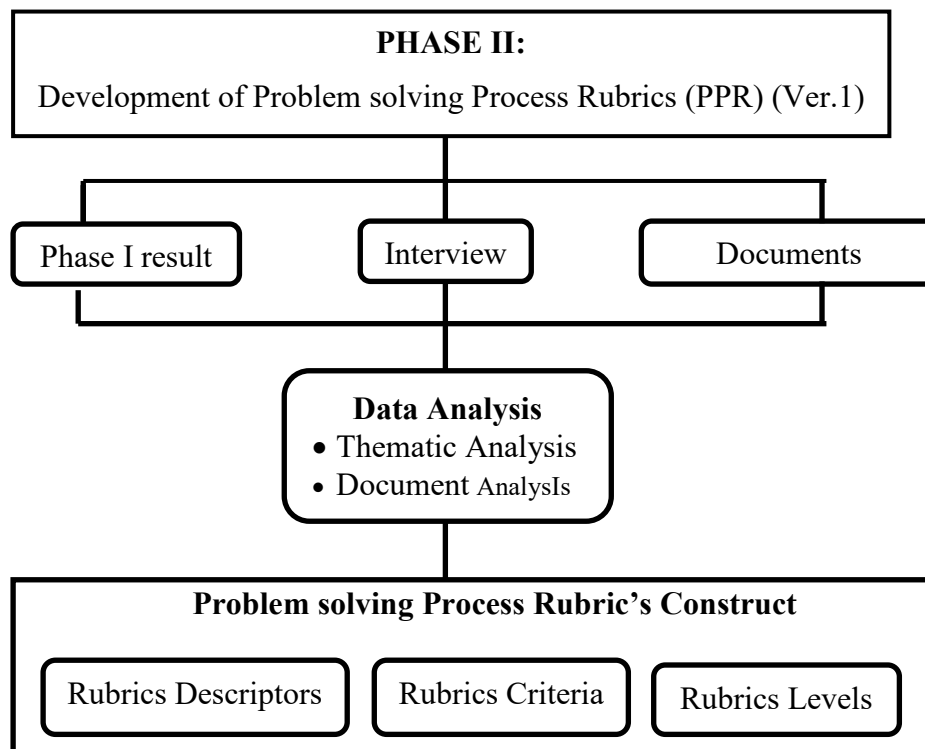 PHASE II:
Development of Problem solving Process Rubrics (PPR) (Ver.1)
Phase I result
Interview
Documents
Data Analysis
• Thematic Analysis
• Document AnalysIs
Problem solving Process Rubric’s Construct
Rubrics Descriptors
Rubrics Criteria
Rubrics Levels